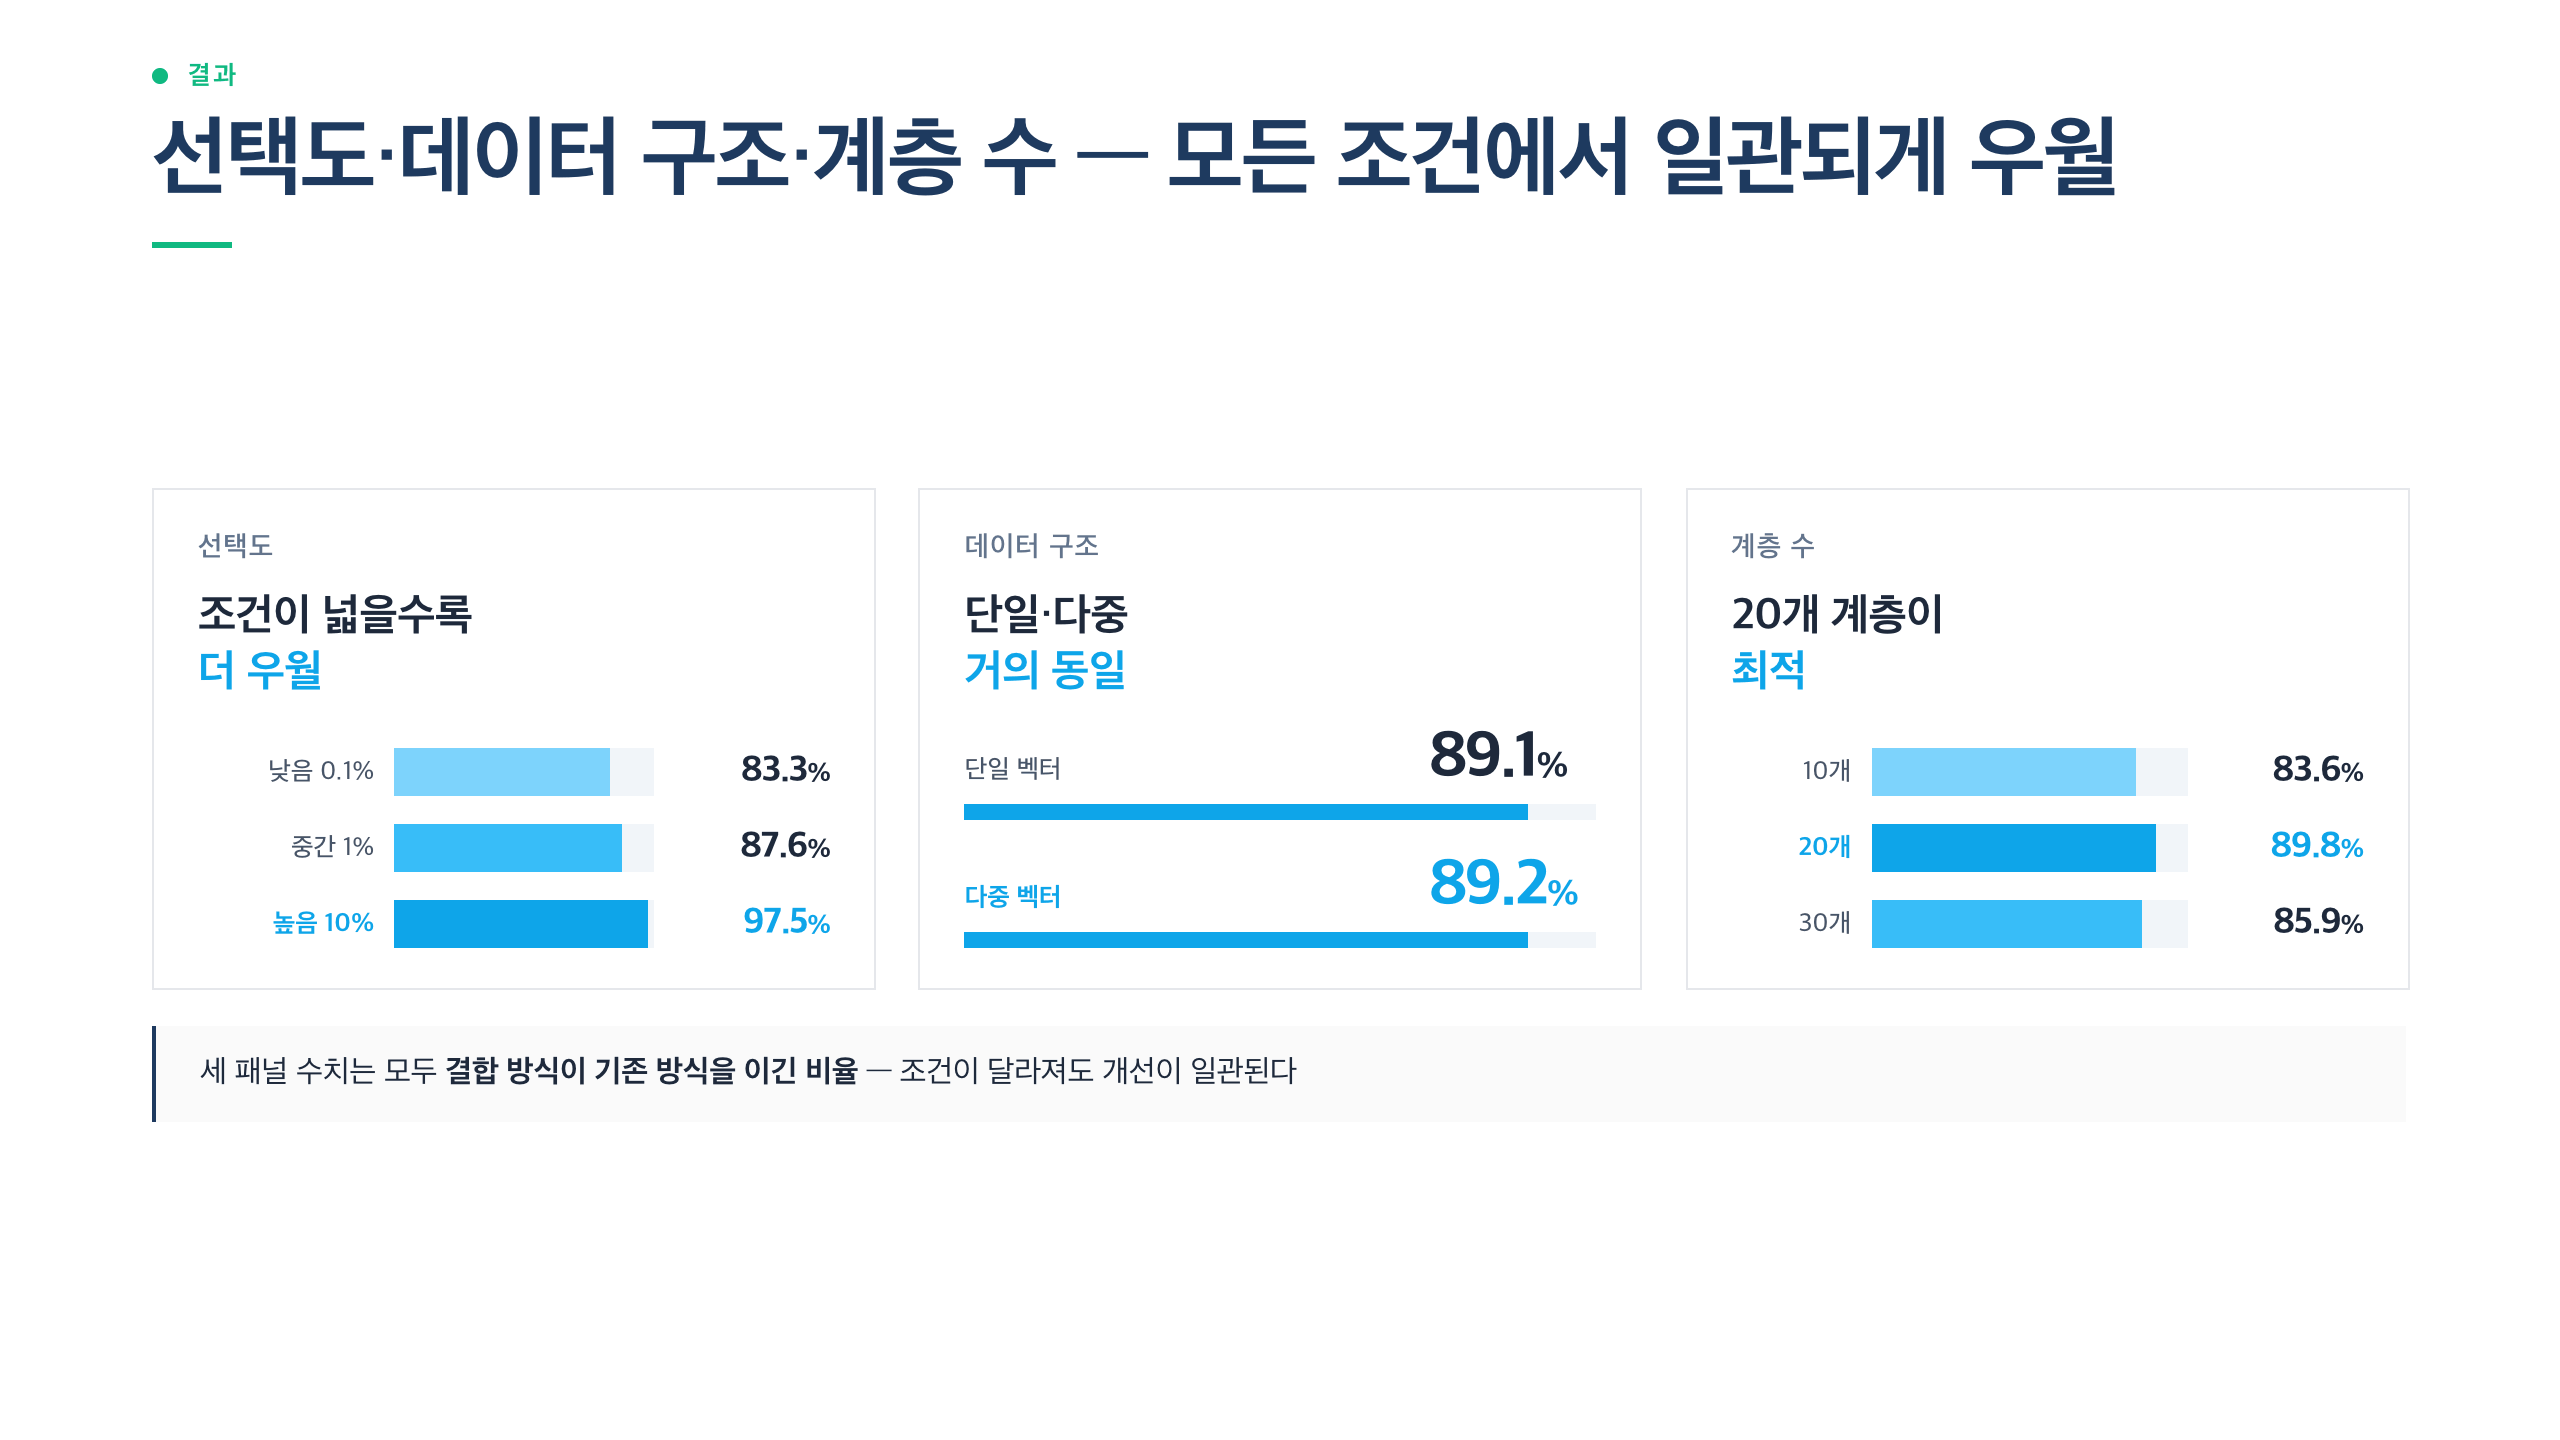 결과
선택도·데이터 구조·계층 수 — 모든 조건에서 일관되게 우월
선택도
조건이 넓을수록
더 우월
낮음 0.1% 83.3%
중간 1% 87.6%
높음 10% 97.5%
데이터 구조
단일·다중
거의 동일
단일 벡터 89.1%
다중 벡터 89.2%
계층 수
20개 계층이
최적
10개 83.6%
20개 89.8%
30개 85.9%
세 패널 수치는 모두 결합 방식이 기존 방식을 이긴 비율 — 조건이 달라져도 개선이 일관된다